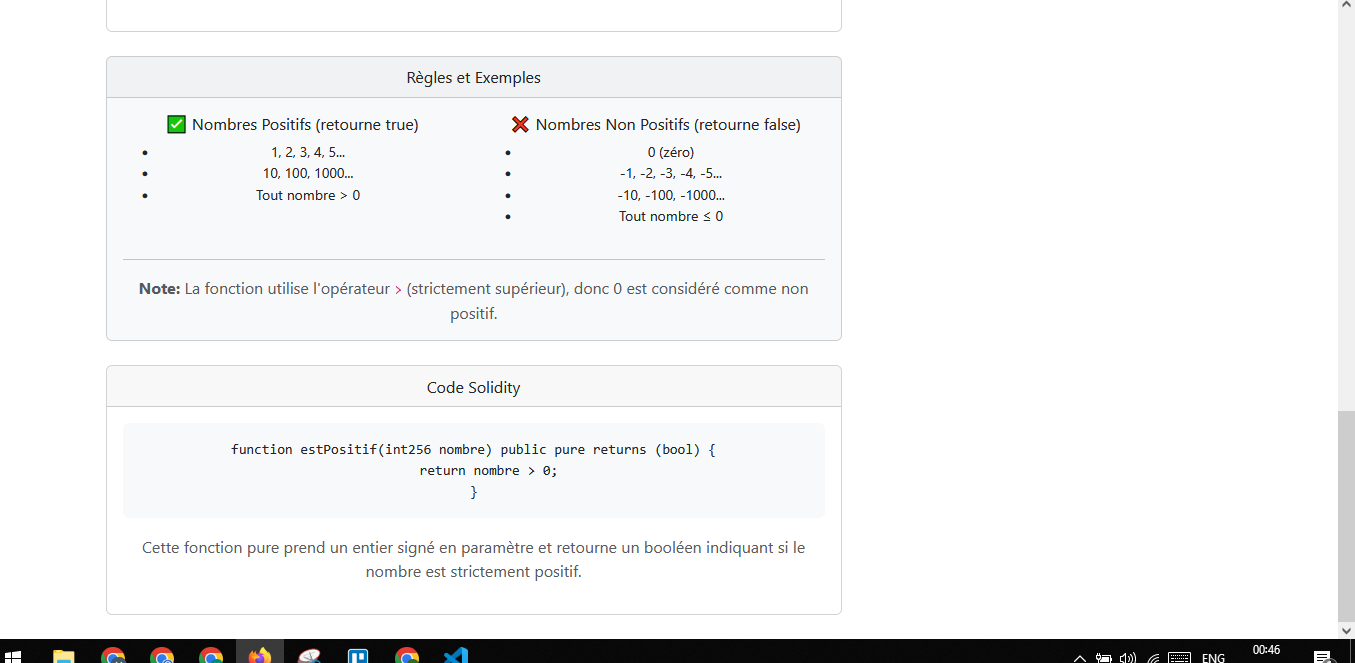 Règles et Exemples
✅ Nombres Positifs (retourne true)
• 1, 2, 3, 4, 5...
• 10, 100, 1000...
• Tout nombre > 0
❌ Nombres Non Positifs (retourne false)
• 0 (zéro)
• -1, -2, -3, -4, -5...
• -10, -100, -1000...
• Tout nombre ≤ 0
Note: La fonction utilise l'opérateur > (strictement supérieur), donc 0 est considéré comme non
positif.
Code Solidity
function estPositif(int256 nombre) public pure returns (bool) {
return nombre > 0;
}
Cette fonction pure prend un entier signé en paramètre et retourne un booléen indiquant si le
nombre est strictement positif.
ENG
00:46